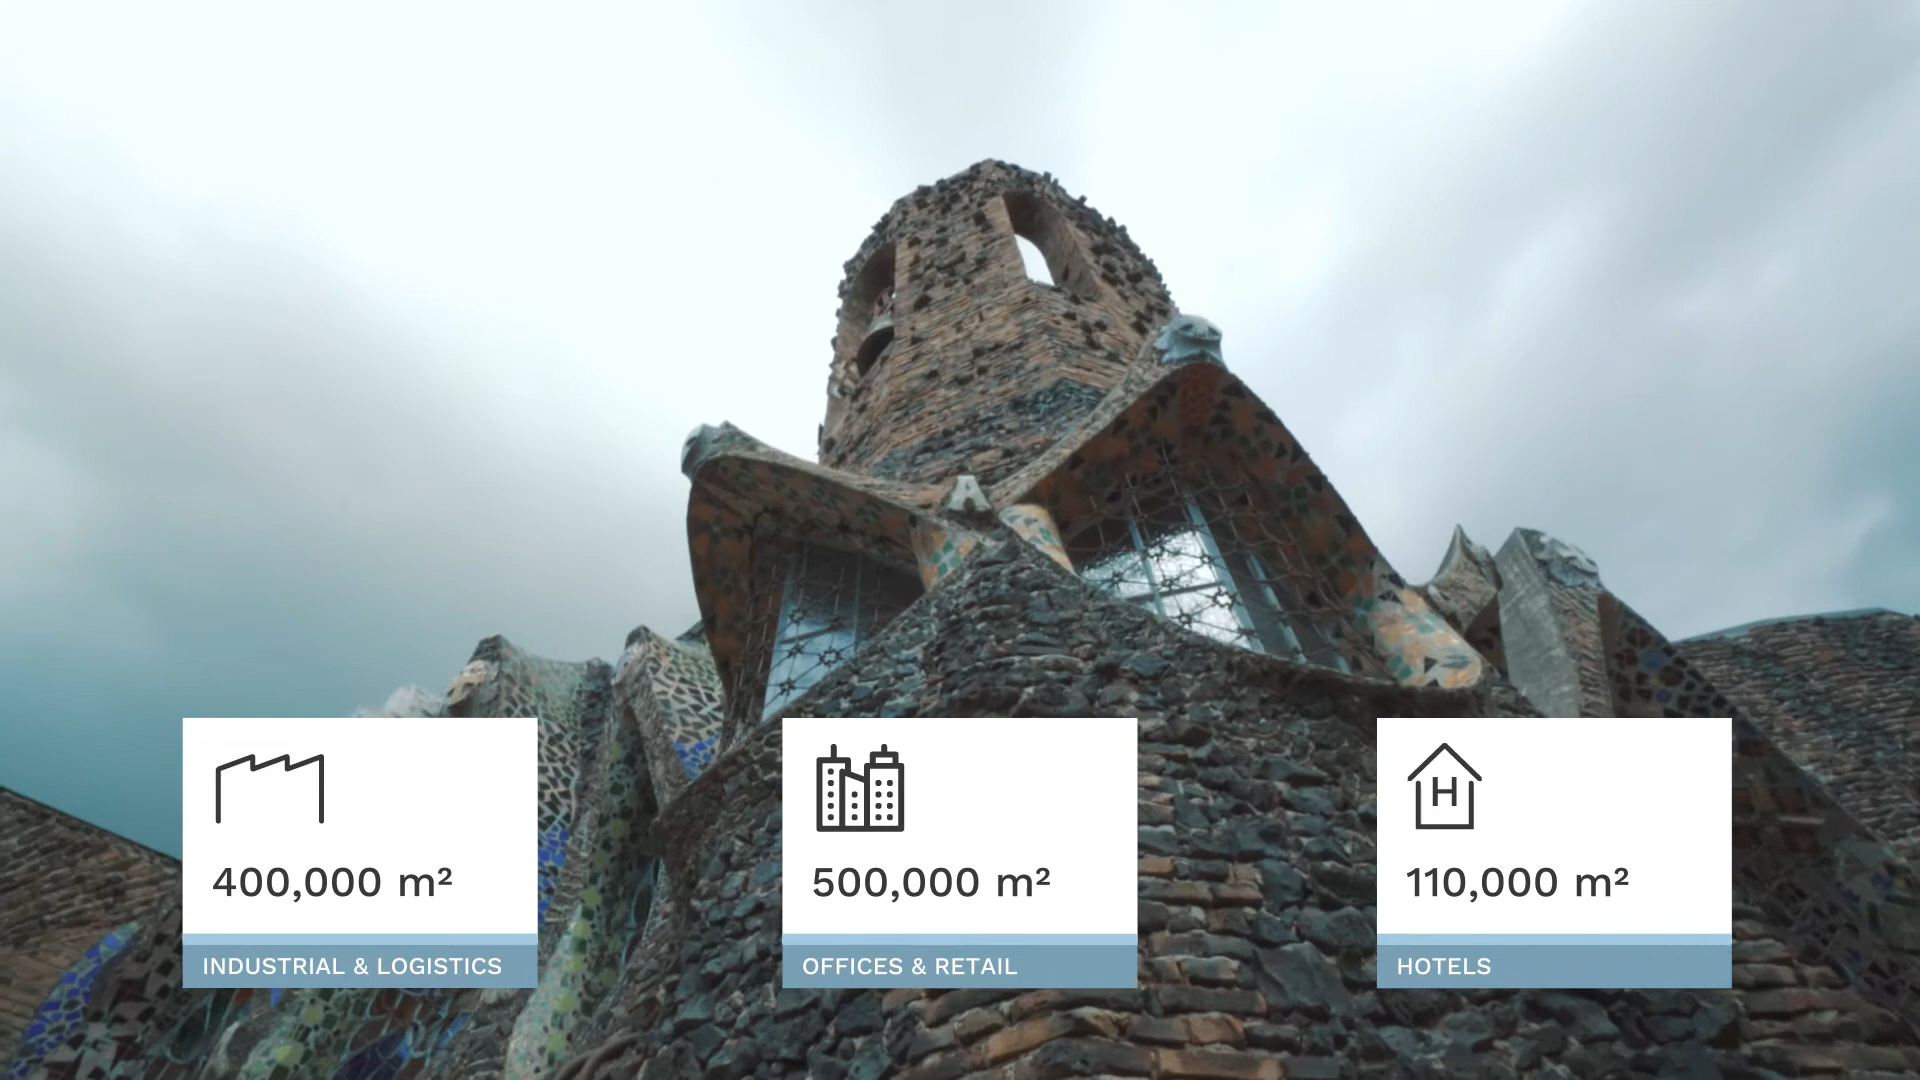 400,000 m²
INDUSTRIAL & LOGISTICS
500,000 m²
OFFICES & RETAIL
H
110,000 m²
HOTELS